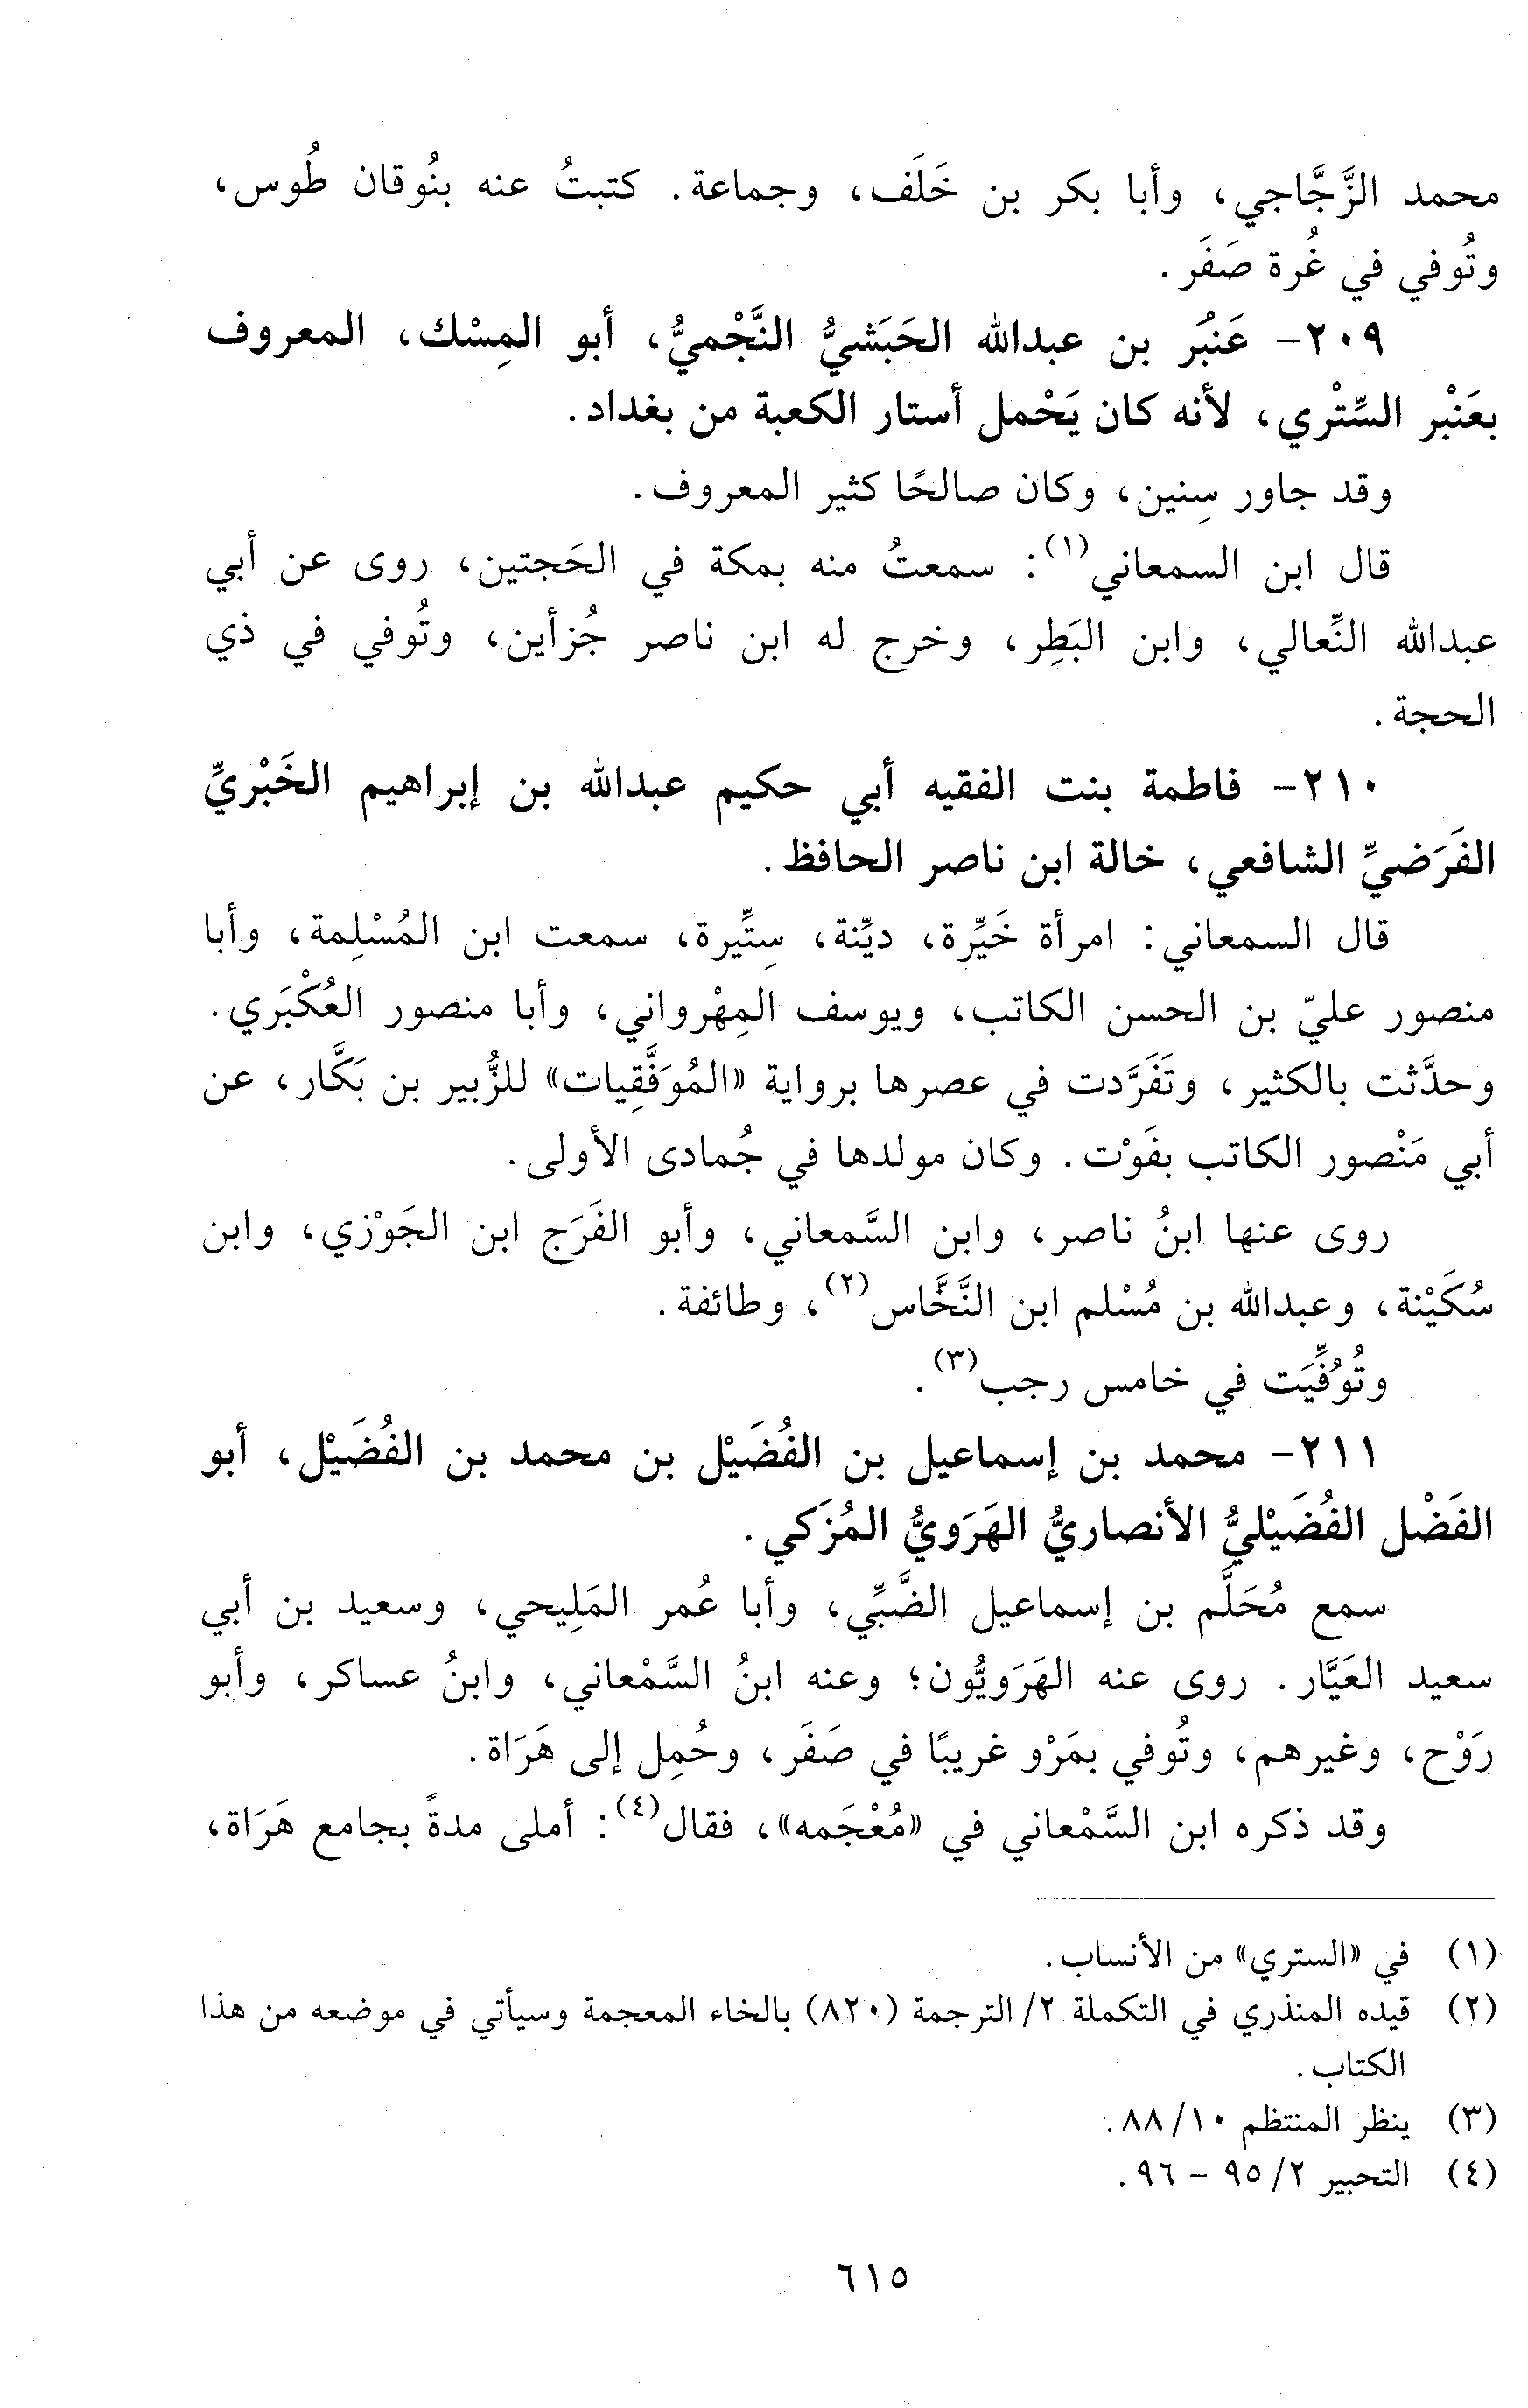 محمد الزَّجَّاجي، وأبا بكر بن خَلَف، وجماعة. كتبتُ عنه بنُوقان طُوس،
وتُوفي في غُرة صَفَر.
٢٠٩- عَنبُر بن عبدالله الحَبَشيُّ النَّجْميُّ، أبو المِسْك، المعروف
بعَنبْر السِّتْري، لأنه كان يَحْمل أستار الكعبة من بغداد.
وقد جاور سِنين، وكان صالحًا كثير المعروف.
قال ابن السمعاني(١): سمعتُ منه بمكة في الحَجتين، روى عن أبي
عبدالله النِّعالي، وابن البَطِر، وخرج له ابن ناصر جُزأين، وتُوفي في ذي
الحجة.
٢١٠- فاطمة بنت الفقيه أبي حكيم عبدالله بن إبراهيم الخَبْريِّ
الفَرَضيِّ الشافعي، خالة ابن ناصر الحافظ.
قال السمعاني: امرأة خَيِّرة، ديِّنة، سِتِّيرة، سمعت ابن المُسْلِمة، وأبا
منصور عليّ بن الحسن الكاتب، ويوسف المِهْرواني، وأبا منصور العُكْبَري.
وحدَّثت بالكثير، وتَفَرَّدت في عصرها برواية «المُوَفَّقِيات» للزُّبير بن بَكَّار، عن
أبي مَنْصور الكاتب بفَوْت. وكان مولدها في جُمادى الأولى.
روى عنها ابنُ ناصر، وابن السَّمعاني، وأبو الفَرَج ابن الجَوْزي، وابن
سُكَيْنة، وعبدالله بن مُسْلم ابن النَّخَّاس(٢)، وطائفة.
وتُوُفِّيَت في خامس رجب(٣).
٢١١- محمد بن إسماعيل بن الفُضَيْل بن محمد بن الفُضَيْل، أبو
الفَضْل الفُضَيْليُّ الأنصاريُّ الهَرَويُّ المُزَكي.
سمع مُحَلَّم بن إسماعيل الضَّبِّي، وأبا عُمر المَلِيحي، وسعيد بن أبي
سعيد العَيَّار. روى عنه الهَرَويُّون؛ وعنه ابنُ السَّمْعاني، وابنُ عساكر، وأبو
رَوْح، وغيرهم، وتُوفي بمَرْو غريبًا في صَفَر، وحُمِل إلى هَرَاة.
وقد ذكره ابن السَّمْعاني في «مُعْجَمه»، فقال(٤): أملى مدةً بجامع هَرَاة،
(١) في «الستري» من الأنساب.
(٢) قيده المنذري في التكملة ٢/ الترجمة (٨٢٠) بالخاء المعجمة وسيأتي في موضعه من هذا
الكتاب.
(٣) ينظر المنتظم ١٠/ ٨٨.
(٤) التحبير ٢/ ٩٥ - ٩٦.
٦١٥